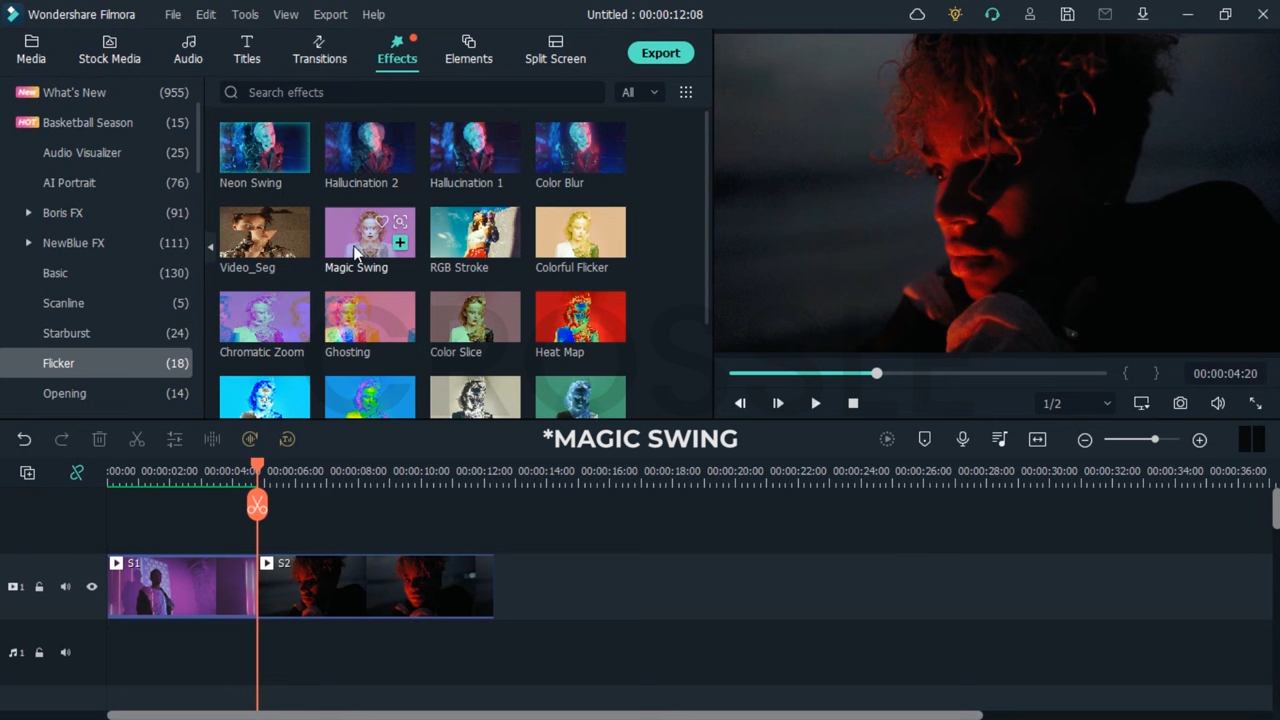 Wondershare Filmora File Edit Tools View Export Help Untitled : 00:00:12:08
Media Stock Media Audio Titles Transitions Effects Elements Split Screen Export
New What's New (955)
HOT Basketball Season (15)
Audio Visualizer (25)
AI Portrait (76)
Boris FX (91)
NewBlue FX (111)
Basic (130)
Scanline (5)
Starburst (24)
Flicker (18)
Opening (14)
Search effects All
Neon Swing Hallucination 2 Hallucination 1 Color Blur
Video_Seg Magic Swing RGB Stroke Colorful Flicker
Chromatic Zoom Ghosting Color Slice Heat Map
00:00:04:20
1/2
*MAGIC SWING
:00:00 00:00:02:00 00:00:04:0 00:00:06:00 00:00:08:00 00:00:10:00 00:00:12:00 00:00:14:00 00:00:16:00 00:00:18:00 00:00:20:00 00:00:22:00 00:00:24:00 00:00:26:00 00:00:28:00 00:00:30:00 00:00:32:00 00:00:34:00 00:00:36:00
S1 S2
1
1